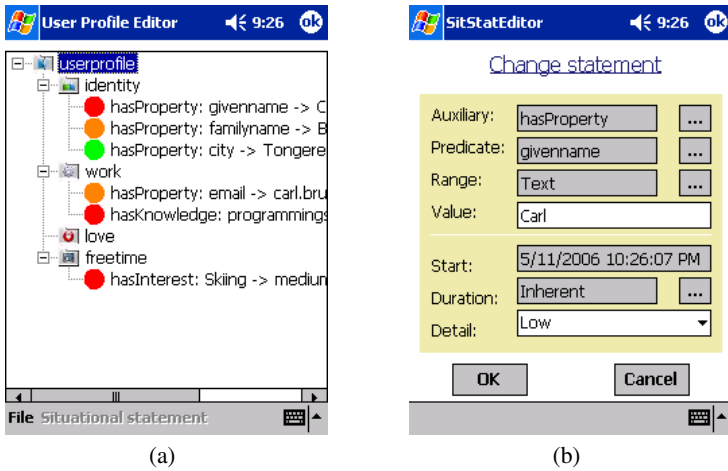 User Profile Editor 9:26 ok
userprofile
identity
hasProperty: givenname -> C
hasProperty: familyname -> B
hasProperty: city -> Tongere
work
hasProperty: email -> carl.bru
hasKnowledge: programmings
love
freetime
hasInterest: Skiing -> medium
File Situational statement
(a)
SitStatEditor 9:26 ok
Change statement
Auxiliary: hasProperty ...
Predicate: givenname ...
Range: Text ...
Value: Carl
Start: 5/11/2006 10:26:07 PM
Duration: Inherent ...
Detail: Low
OK Cancel
(b)